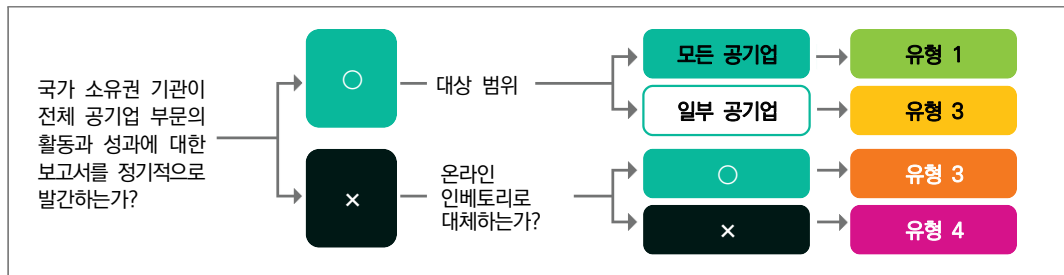 국가 소유권 기관이
전체 공기업 부문의
활동과 성과에 대한
보고서를 정기적으로
발간하는가?
○
대상 범위
모든 공기업
유형 1
일부 공기업
유형 3
×
온라인
인베토리로
대체하는가?
○
유형 3
×
유형 4